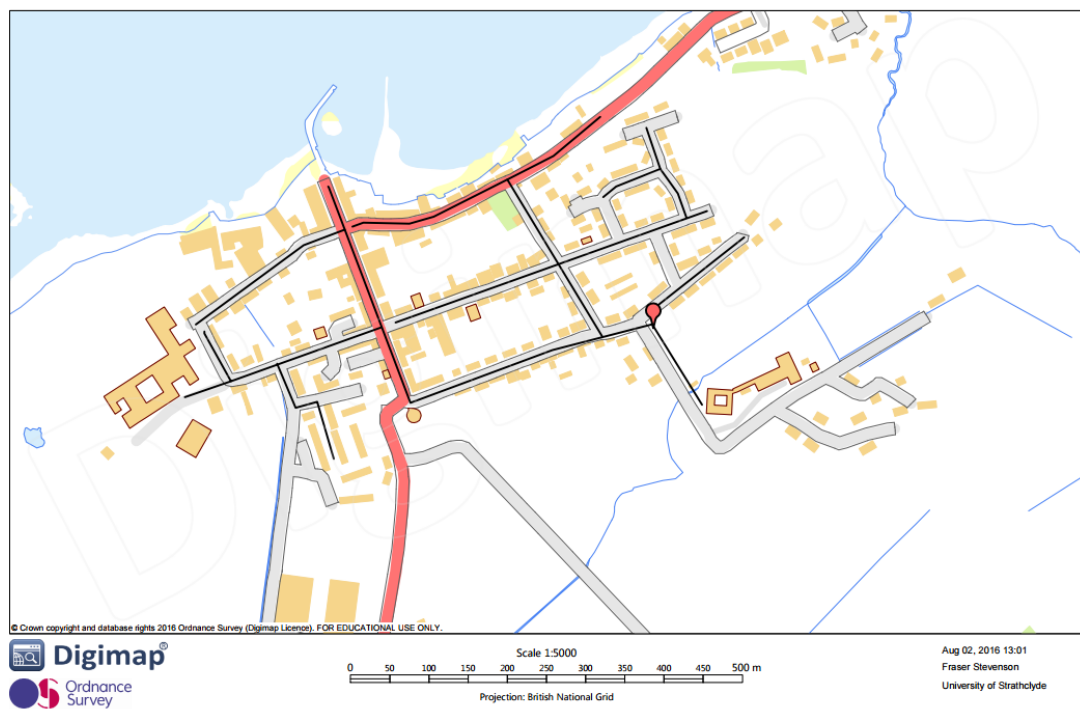 Digimap
© Crown copyright and database rights 2016 Ordnance Survey (Digimap Licence). FOR EDUCATIONAL USE ONLY.
Digimap®
Ordnance
Survey
Scale 1:5000
0 50 100 150 200 250 300 350 400 450 500 m
Projection: British National Grid
Aug 02, 2016 13:01
Fraser Stevenson
University of Strathclyde